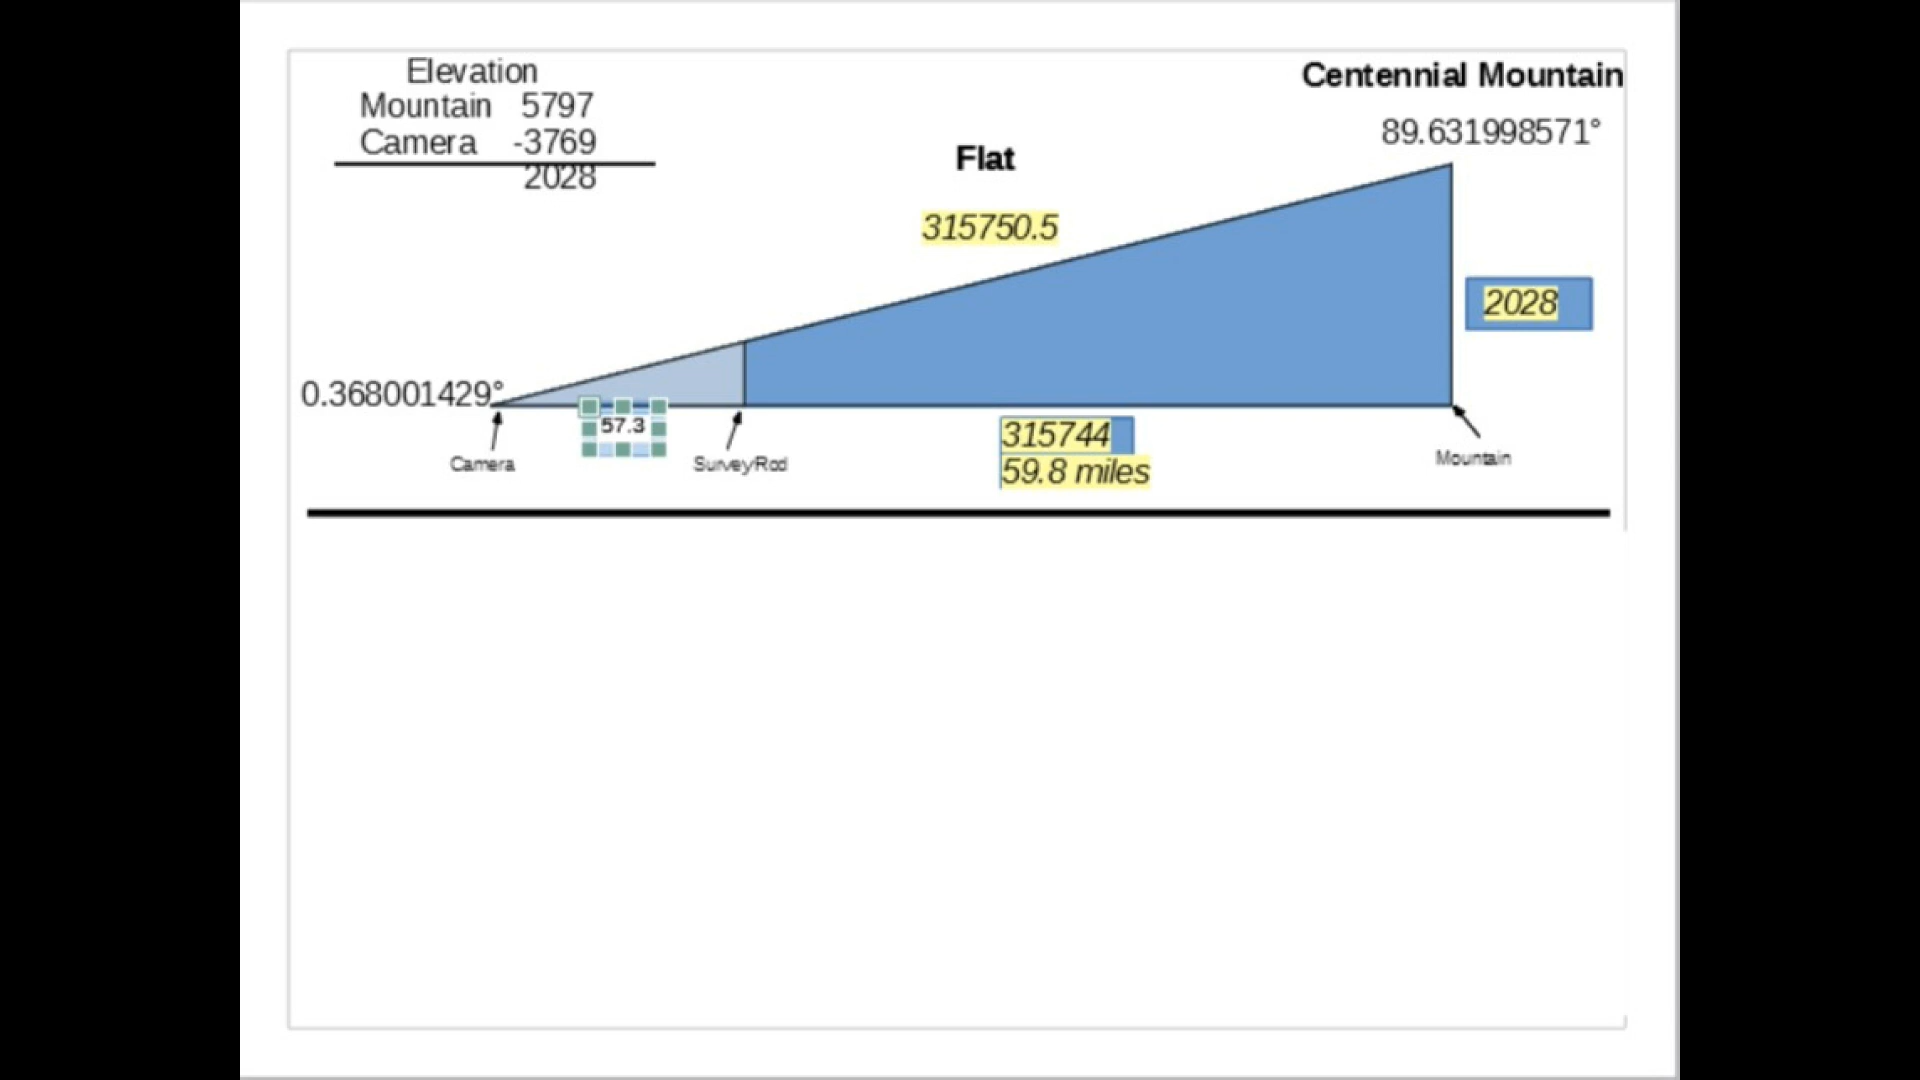 Elevation
Mountain 5797
Camera -3769
2028
Centennial Mountain
89.631998571°
Flat
315750.5
2028
0.368001429°
57.3
315744
59.8 miles
Camera
SurveyRod
Mountain